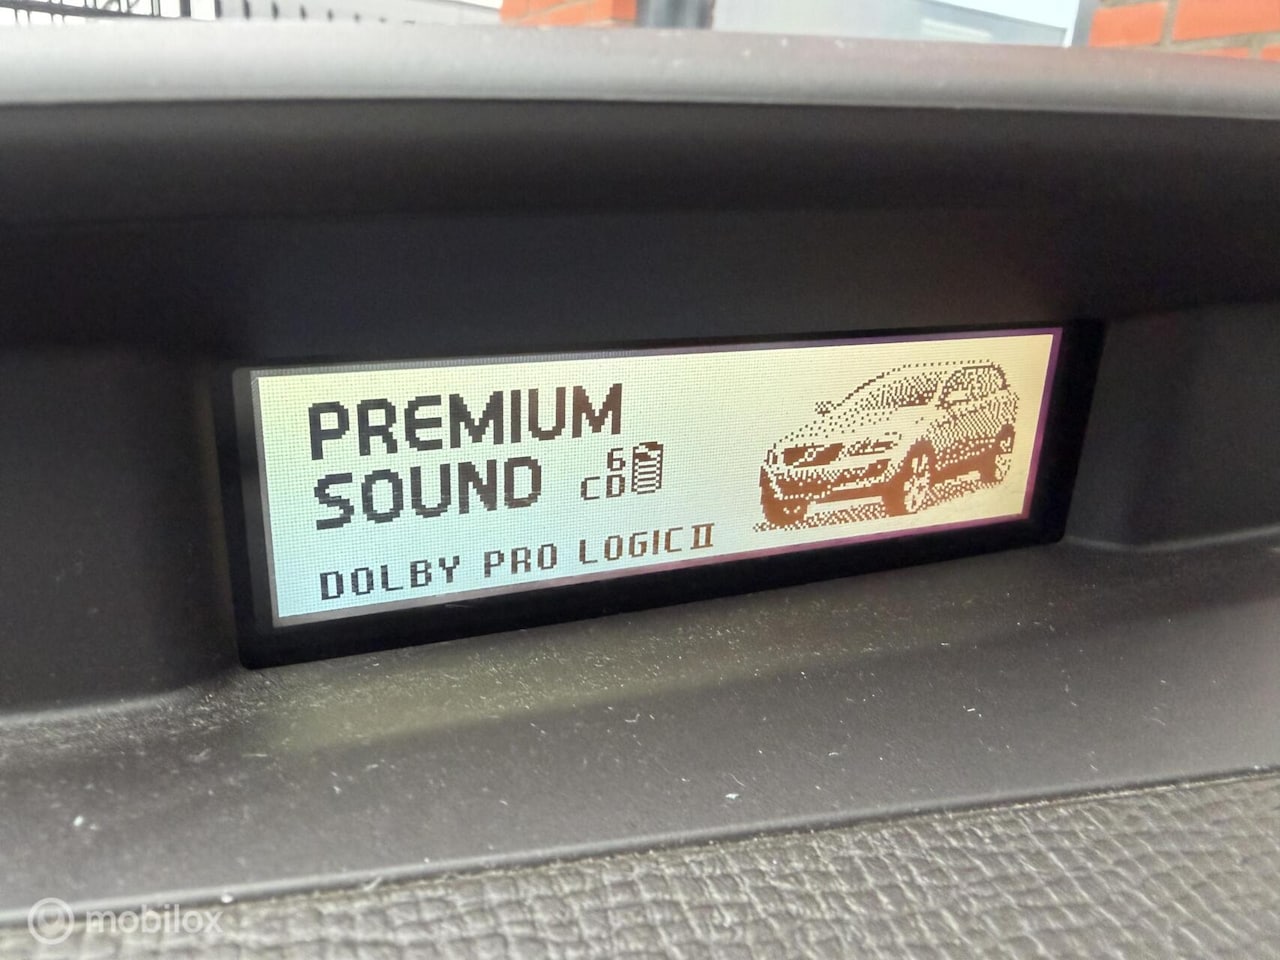 PREMIUM
SOUND 6
CD
DOLBY PRO LOGIC II
mobilox